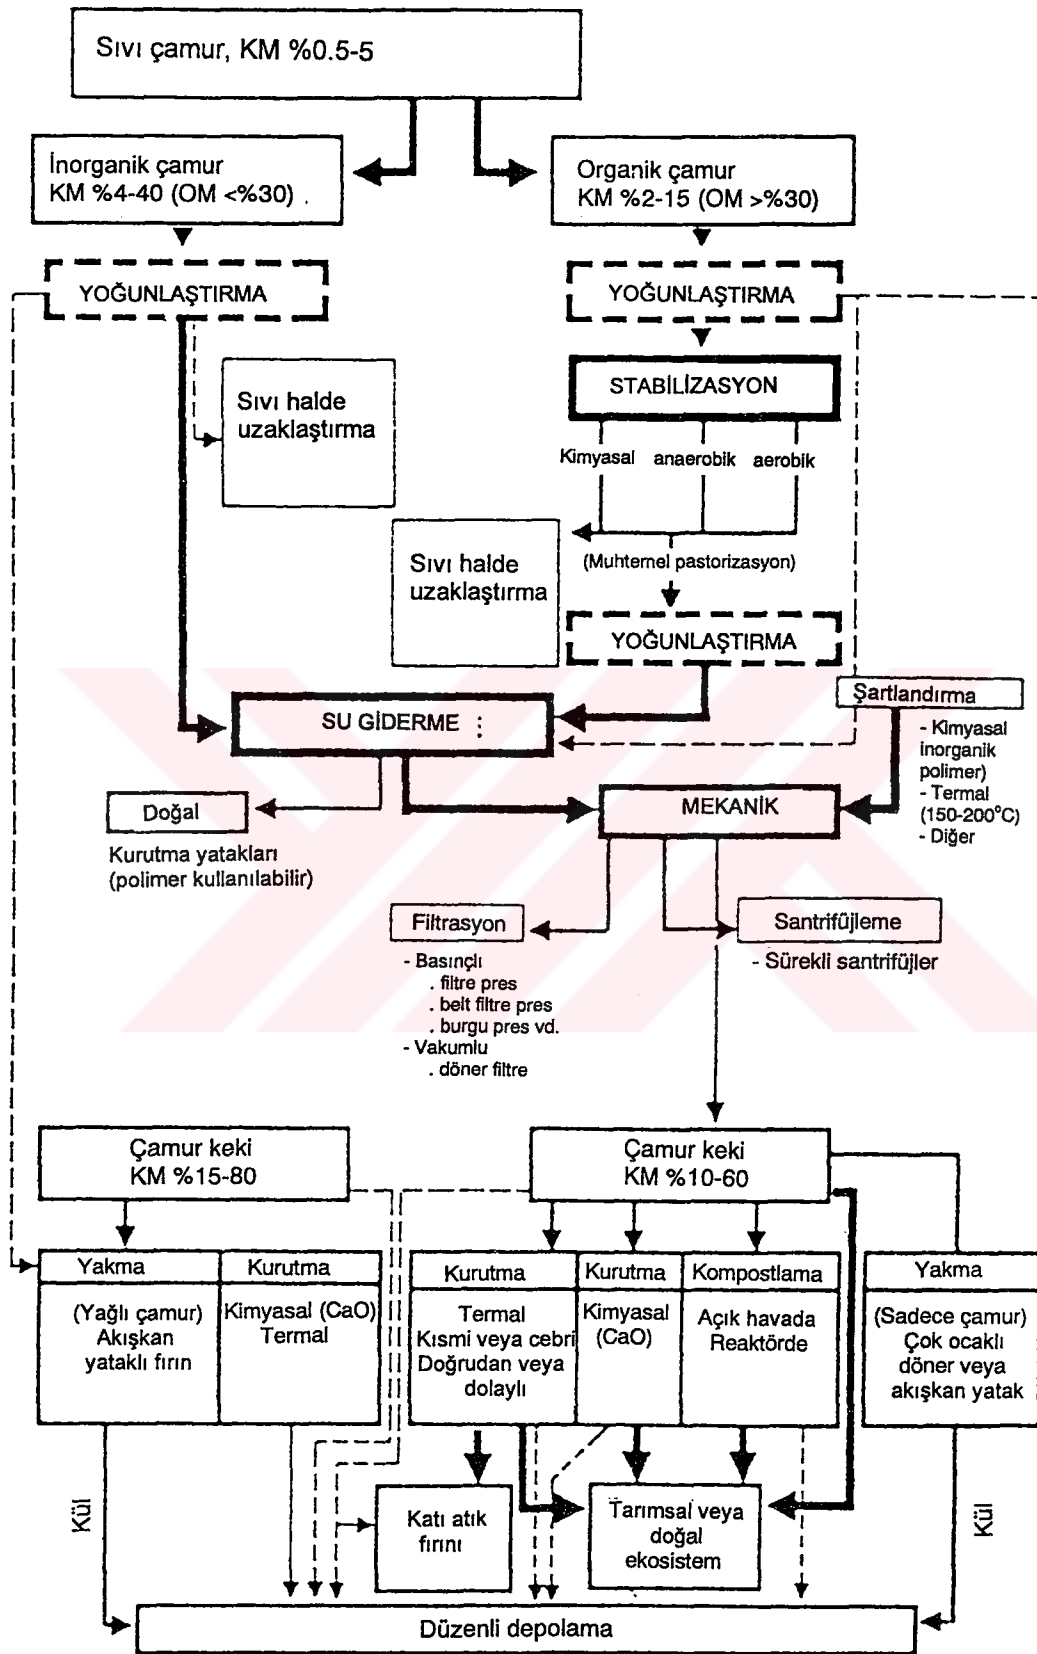 Sıvı çamur, KM %0.5-5
İnorganik çamur
KM %4-40 (OM <%30)
Organik çamur
KM %2-15 (OM >%30)
YOĞUNLAŞTIRMA
YOĞUNLAŞTIRMA
STABİLİZASYON
Sıvı halde
uzaklaştırma
Kimyasal anaerobik aerobik
Sıvı halde
uzaklaştırma
(Muhtemel pastorizasyon)
YOĞUNLAŞTIRMA
Şartlandırma
- Kimyasal
inorganik
polimer)
- Termal
(150-200°C)
- Diğer
SU GİDERME :
Doğal
Kurutma yatakları
(polimer kullanılabilir)
MEKANİK
Filtrasyon
- Basınçlı
. filtre pres
. belt filtre pres
. burgu pres vd.
- Vakumlu
. döner filtre
Santrifüjleme
- Sürekli santrifüjler
Çamur keki
KM %15-80
Çamur keki
KM %10-60
Yakma
(Yağlı çamur)
Akışkan
yataklı fırın
Kurutma
Kimyasal (CaO)
Termal
Kurutma
Termal
Kısmi veya cebri
Doğrudan veya
dolaylı
Kurutma
Kimyasal
(CaO)
Kompostlama
Açık havada
Reaktörde
Yakma
(Sadece çamur)
Çok ocaklı
döner veya
akışkan yatak
Kül
Katı atık
fırını
Tarımsal veya
doğal
ekosistem
Kül
Düzenli depolama